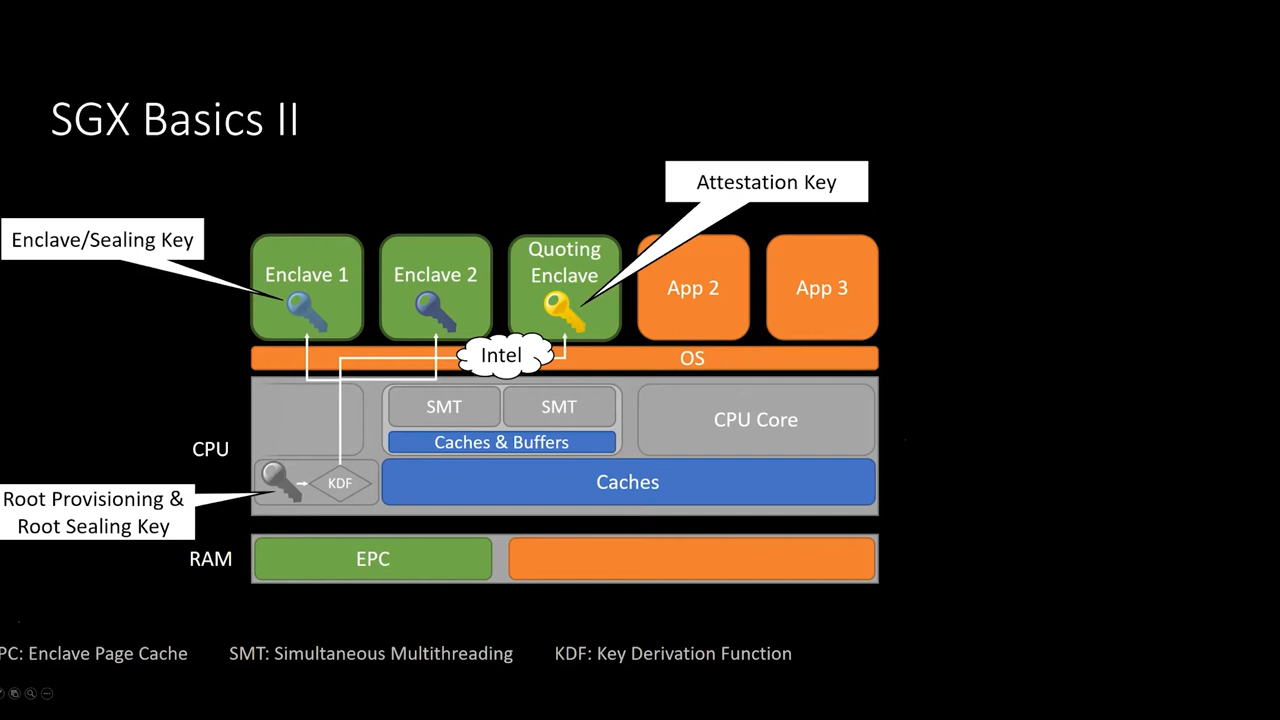 SGX Basics II
Attestation Key
Enclave/Sealing Key
Enclave 1
Enclave 2
Quoting
Enclave
App 2
App 3
Intel
OS
SMT
SMT
CPU Core
Caches & Buffers
CPU
KDF
Caches
Root Provisioning &
Root Sealing Key
RAM
EPC
PC: Enclave Page Cache
SMT: Simultaneous Multithreading
KDF: Key Derivation Function